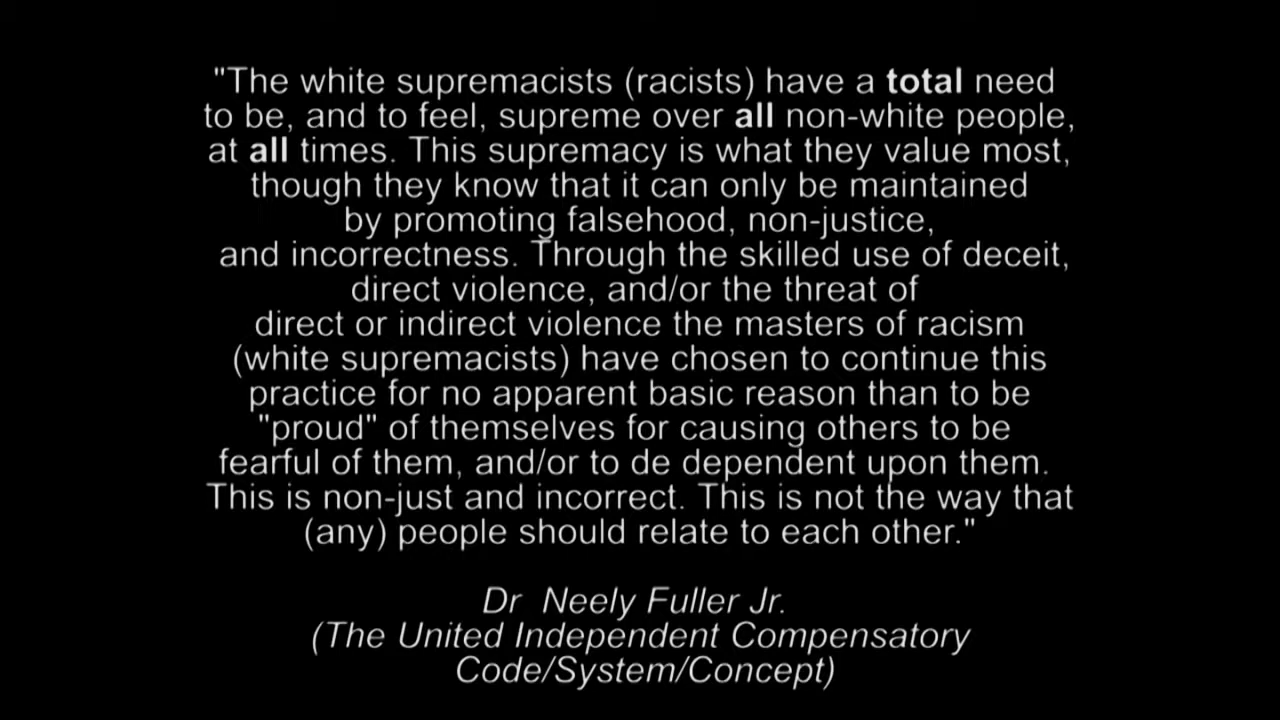 "The white supremacists (racists) have a total need
to be, and to feel, supreme over all non-white people,
at all times. This supremacy is what they value most,
though they know that it can only be maintained
by promoting falsehood, non-justice,
and incorrectness. Through the skilled use of deceit,
direct violence, and/or the threat of
direct or indirect violence the masters of racism
(white supremacists) have chosen to continue this
practice for no apparent basic reason than to be
"proud" of themselves for causing others to be
fearful of them, and/or to de dependent upon them.
This is non-just and incorrect. This is not the way that
(any) people should relate to each other."
Dr Neely Fuller Jr.
(The United Independent Compensatory
Code/System/Concept)